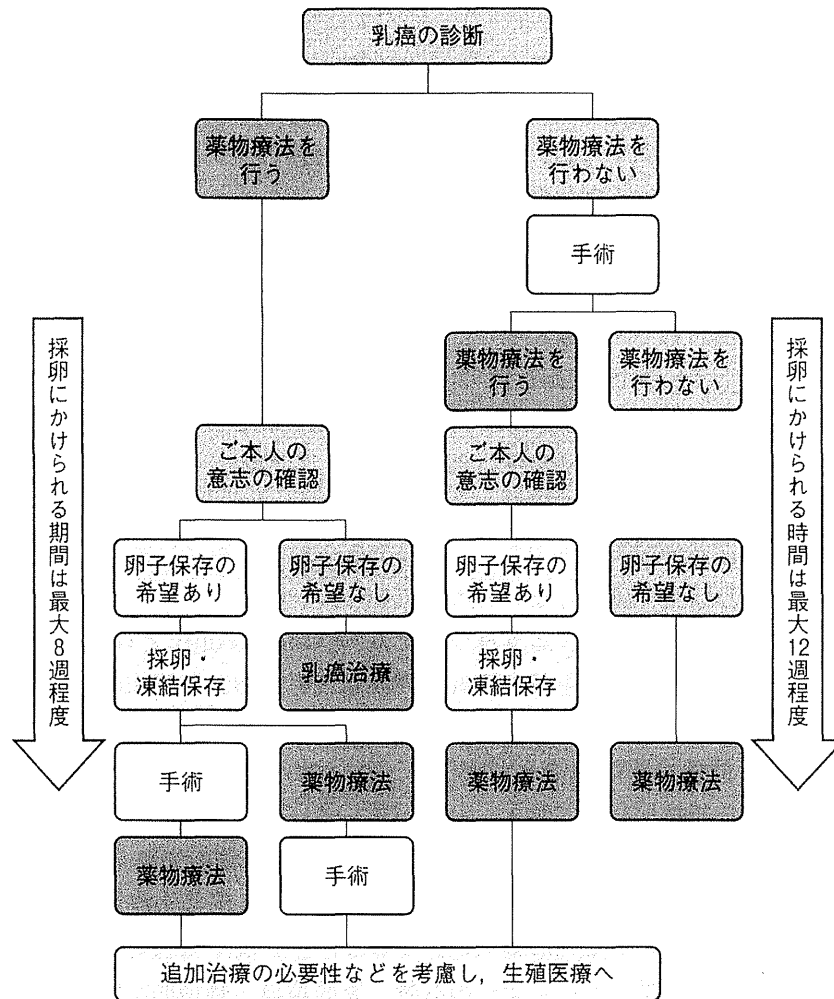 乳癌の診断
薬物療法を
行う
薬物療法を
行わない
手術
薬物療法を
行う
薬物療法を
行わない
採卵にかけられる期間は最大8週程度
採卵にかけられる時間は最大12週程度
ご本人の
意志の確認
ご本人の
意志の確認
卵子保存の
希望あり
卵子保存の
希望なし
卵子保存の
希望あり
卵子保存の
希望なし
採卵・
凍結保存
乳癌治療
採卵・
凍結保存
手術
薬物療法
薬物療法
薬物療法
薬物療法
手術
追加治療の必要性などを考慮し，生殖医療へ